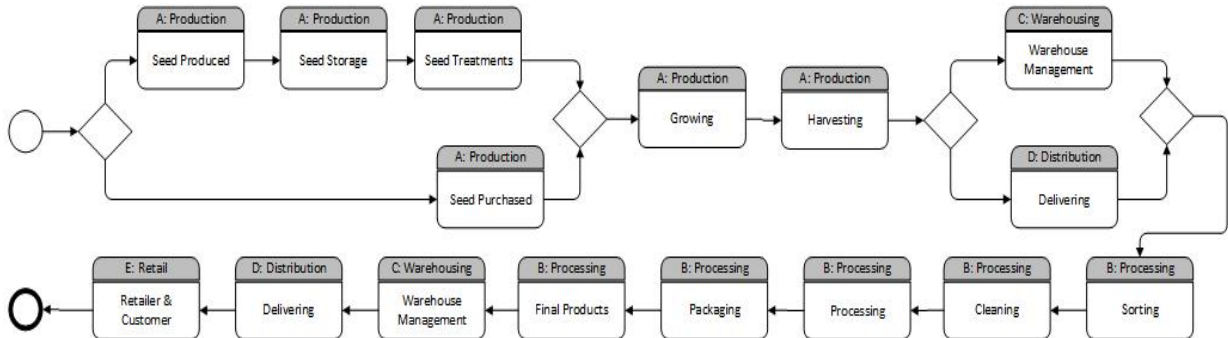 A: Production
Seed Produced
A: Production
Seed Storage
A: Production
Seed Treatments
A: Production
Seed Purchased
A: Production
Growing
A: Production
Harvesting
C: Warehousing
Warehouse
Management
D: Distribution
Delivering
B: Processing
Sorting
B: Processing
Cleaning
B: Processing
Processing
B: Processing
Packaging
B: Processing
Final Products
C: Warehousing
Warehouse
Management
D: Distribution
Delivering
E: Retail
Retailer &
Customer